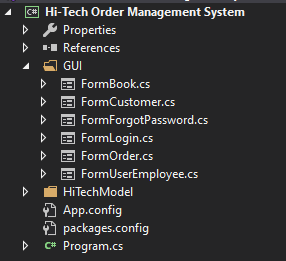 Hi-Tech Order Management System
Properties
References
GUI
FormBook.cs
FormCustomer.cs
FormForgotPassword.cs
FormLogin.cs
FormOrder.cs
FormUserEmployee.cs
HiTechModel
App.config
packages.config
C# Program.cs